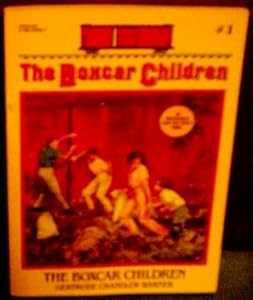 #1
The Boxcar Children
THE BOXCAR CHILDREN
GERTRUDE CHANDLER WARNER